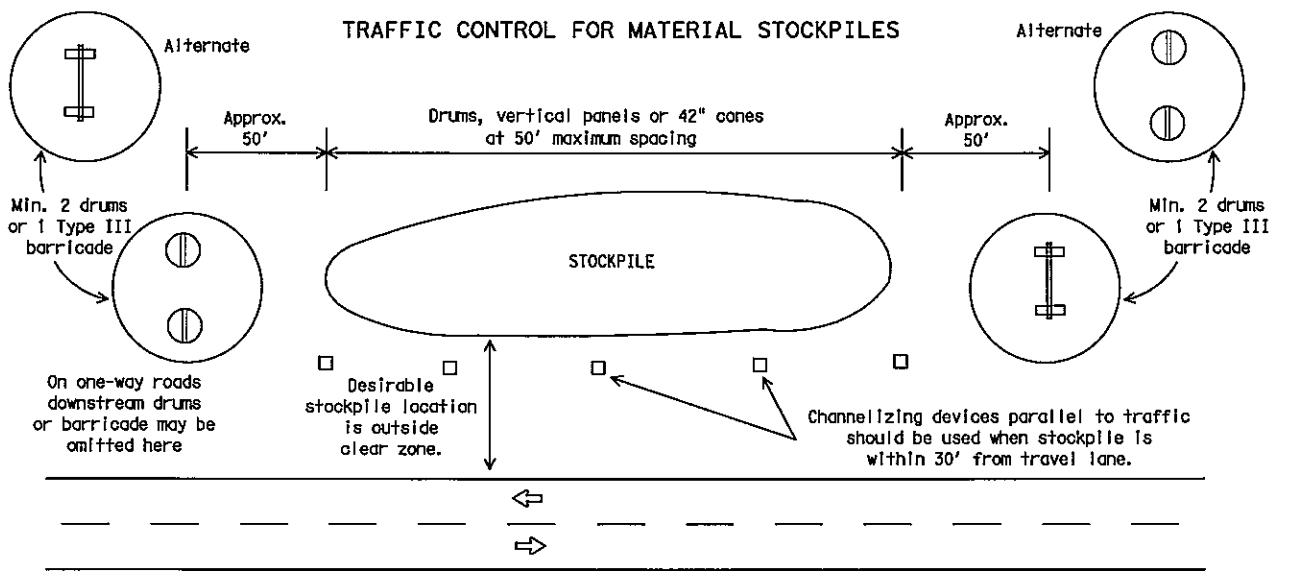 TRAFFIC CONTROL FOR MATERIAL STOCKPILES
Alternate
Alternate
Approx.
50'
Drums, vertical panels or 42" cones
at 50' maximum spacing
Approx.
50'
Min. 2 drums
or 1 Type III
barricade
Min. 2 drums
or 1 Type III
barricade
STOCKPILE
On one-way roads
downstream drums
or barricade may be
omitted here
Desirable
stockpile location
is outside
clear zone.
Channelizing devices parallel to traffic
should be used when stockpile is
within 30' from travel lane.